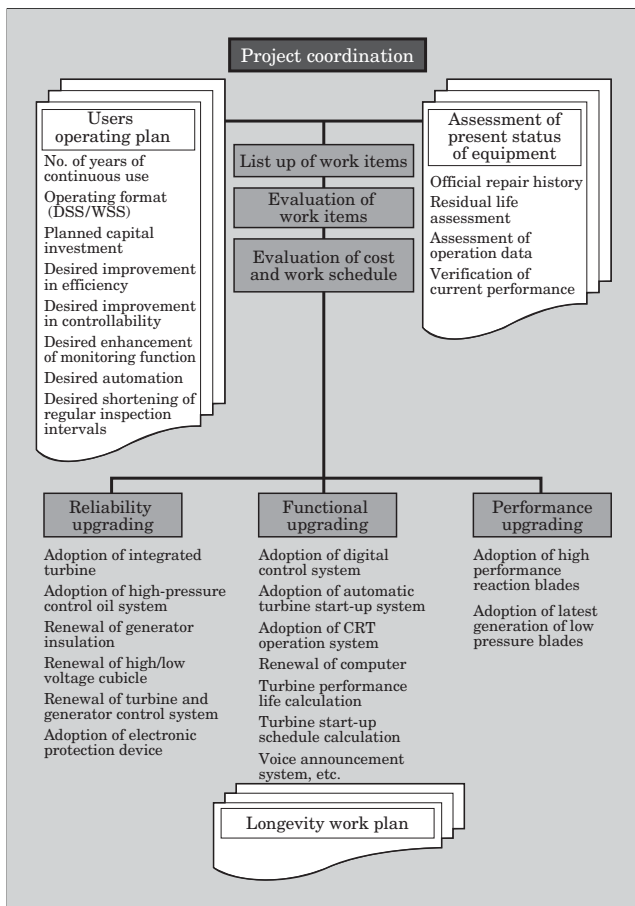 Project coordination
Users
operating plan
No. of years of
continuous use
Operating format
(DSS/WSS)
Planned capital
investment
Desired improvement
in efficiency
Desired improvement
in controllability
Desired enhancement
of monitoring function
Desired automation
Desired shortening of
regular inspection
intervals
List up of work items
Evaluation of
work items
Evaluation of cost
and work schedule
Assessment of
present status
of equipment
Official repair history
Residual life
assessment
Assessment of
operation data
Verification of
current performance
Reliability
upgrading
Adoption of integrated
turbine
Adoption of high-pressure
control oil system
Renewal of generator
insulation
Renewal of high/low
voltage cubicle
Renewal of turbine and
generator control system
Adoption of electronic
protection device
Functional
upgrading
Adoption of digital
control system
Adoption of automatic
turbine start-up system
Adoption of CRT
operation system
Renewal of computer
Turbine performance
life calculation
Turbine start-up
schedule calculation
Voice announcement
system, etc.
Performance
upgrading
Adoption of high
performance
reaction blades
Adoption of latest
generation of low
pressure blades
Longevity work plan